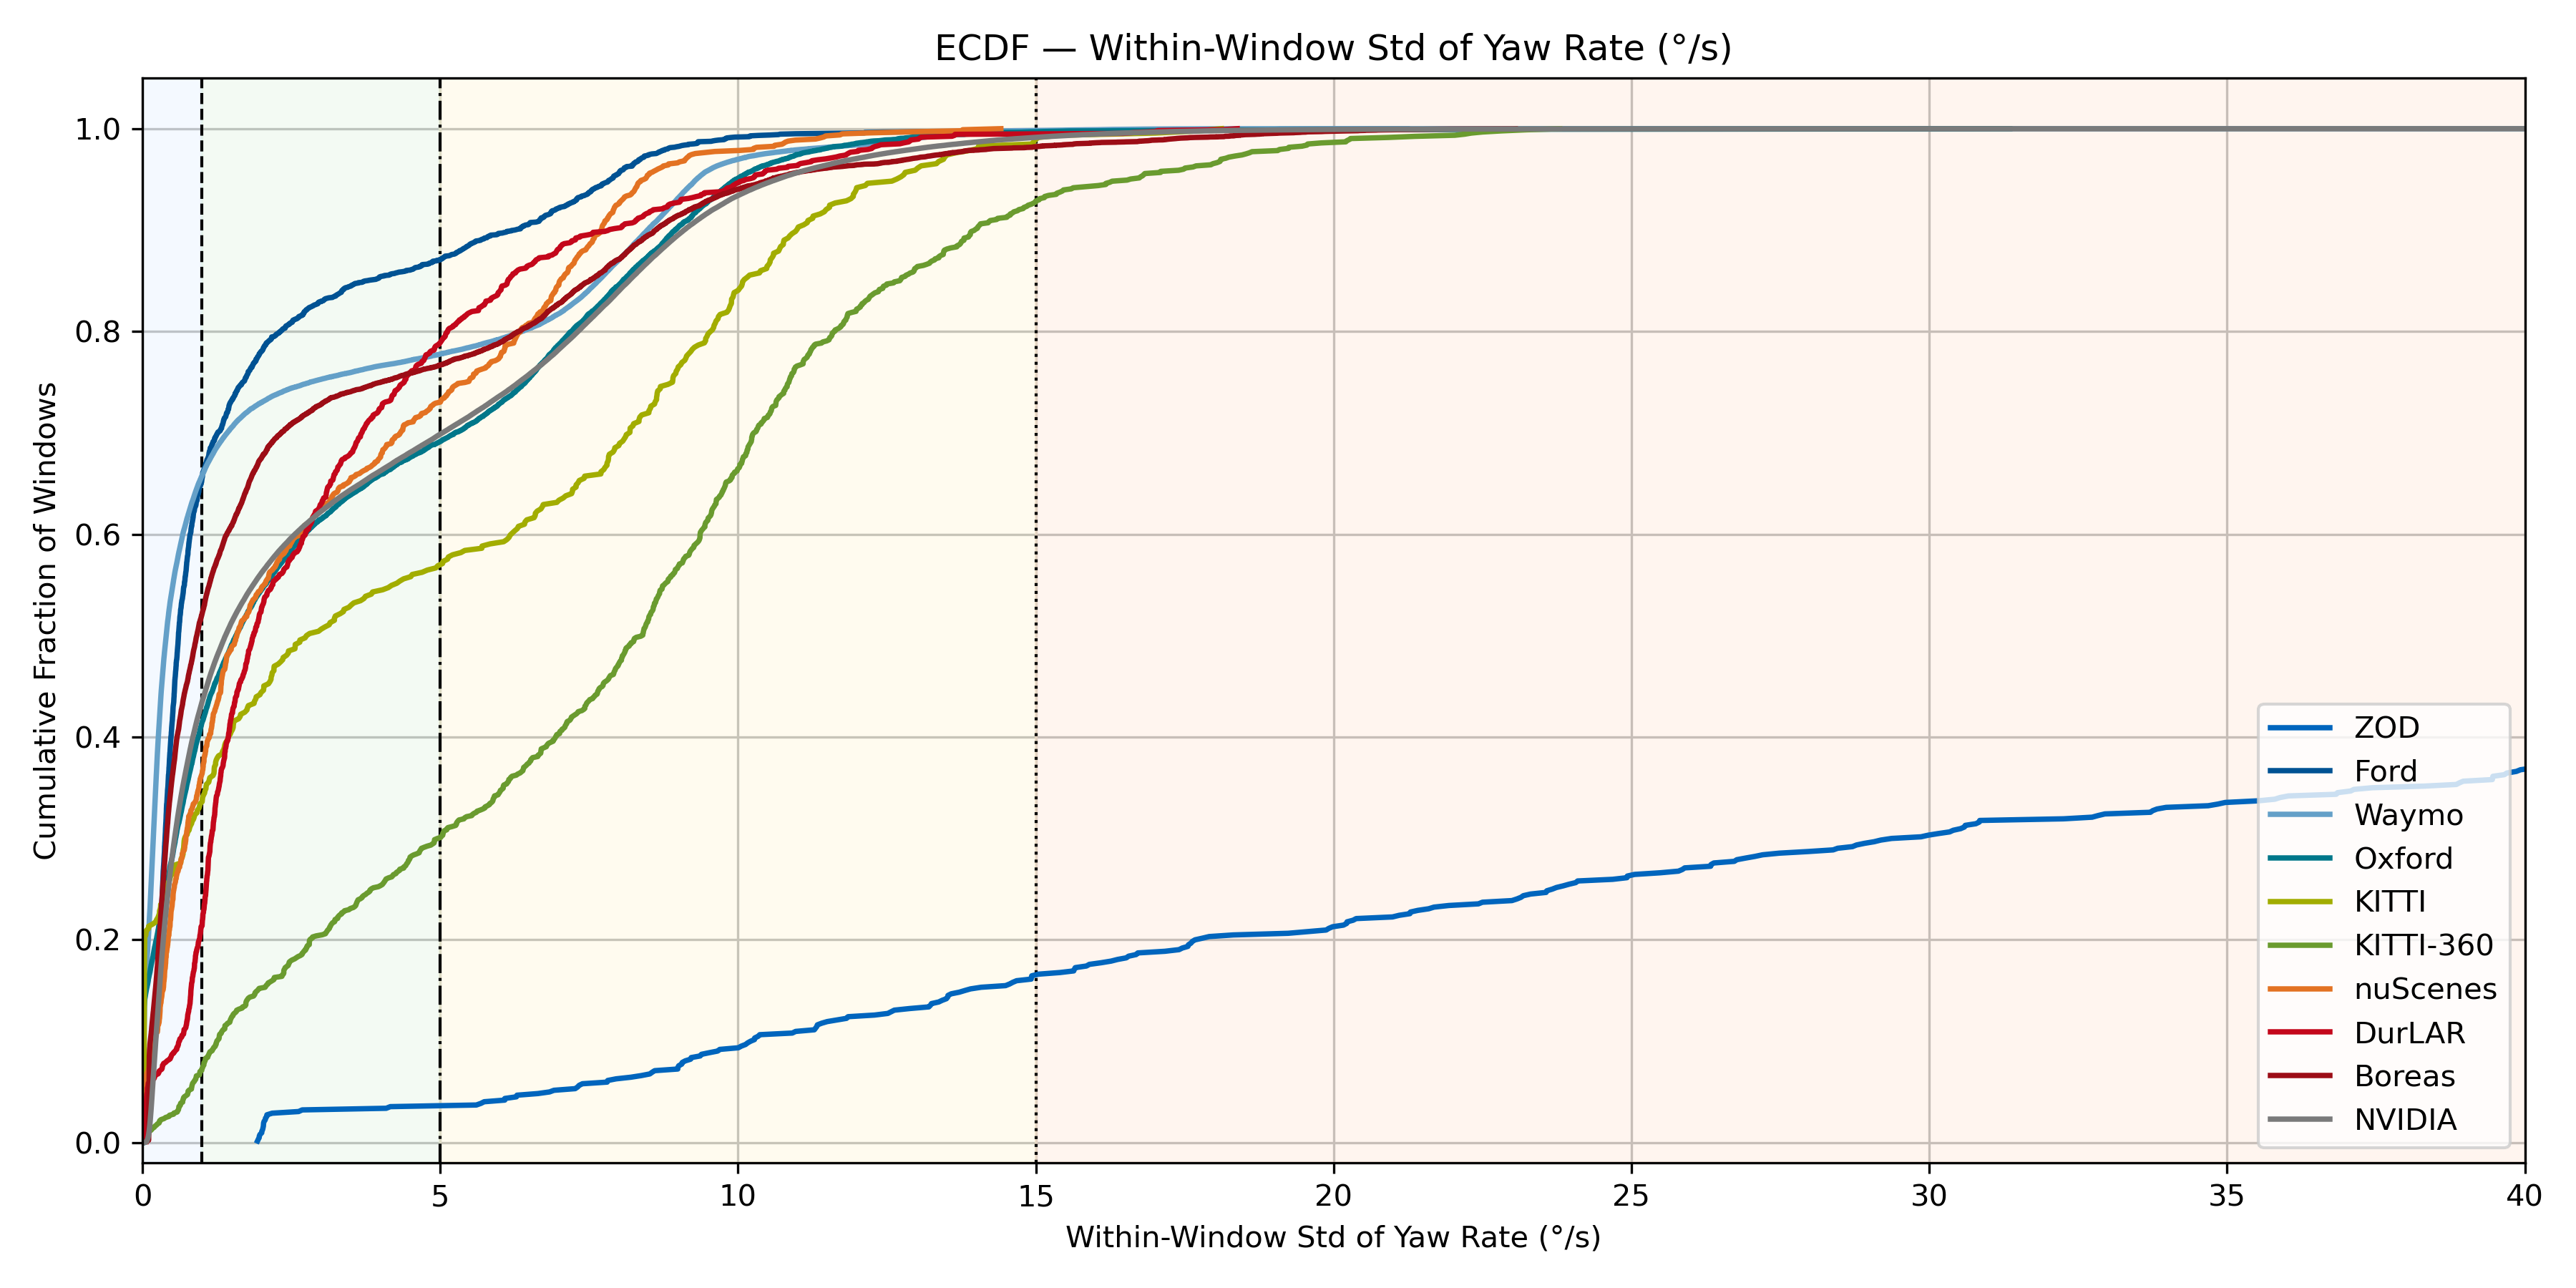 ECDF — Within-Window Std of Yaw Rate (°/s)
Cumulative Fraction of Windows
1.0
0.8
0.6
0.4
0.2
0.0
0 5 10 15 20 25 30 35 40
Within-Window Std of Yaw Rate (°/s)
ZOD
Ford
Waymo
Oxford
KITTI
KITTI-360
nuScenes
DurLAR
Boreas
NVIDIA